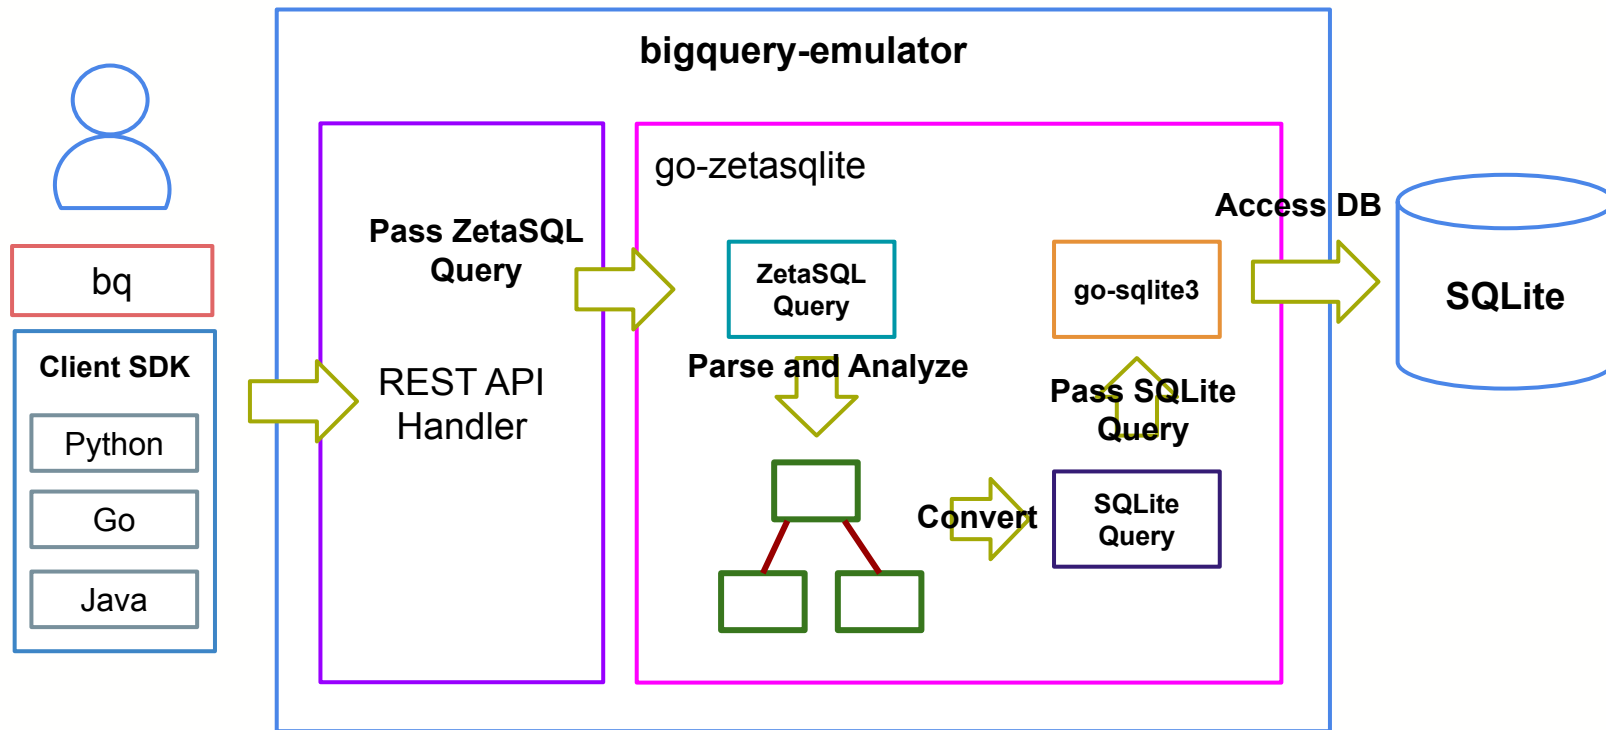 bigquery-emulator
bq
Client SDK
Python
Go
Java
Pass ZetaSQL
Query
REST API
Handler
go-zetasqlite
ZetaSQL
Query
Parse and Analyze
Convert
SQLite
Query
Pass SQLite
Query
go-sqlite3
Access DB
SQLite